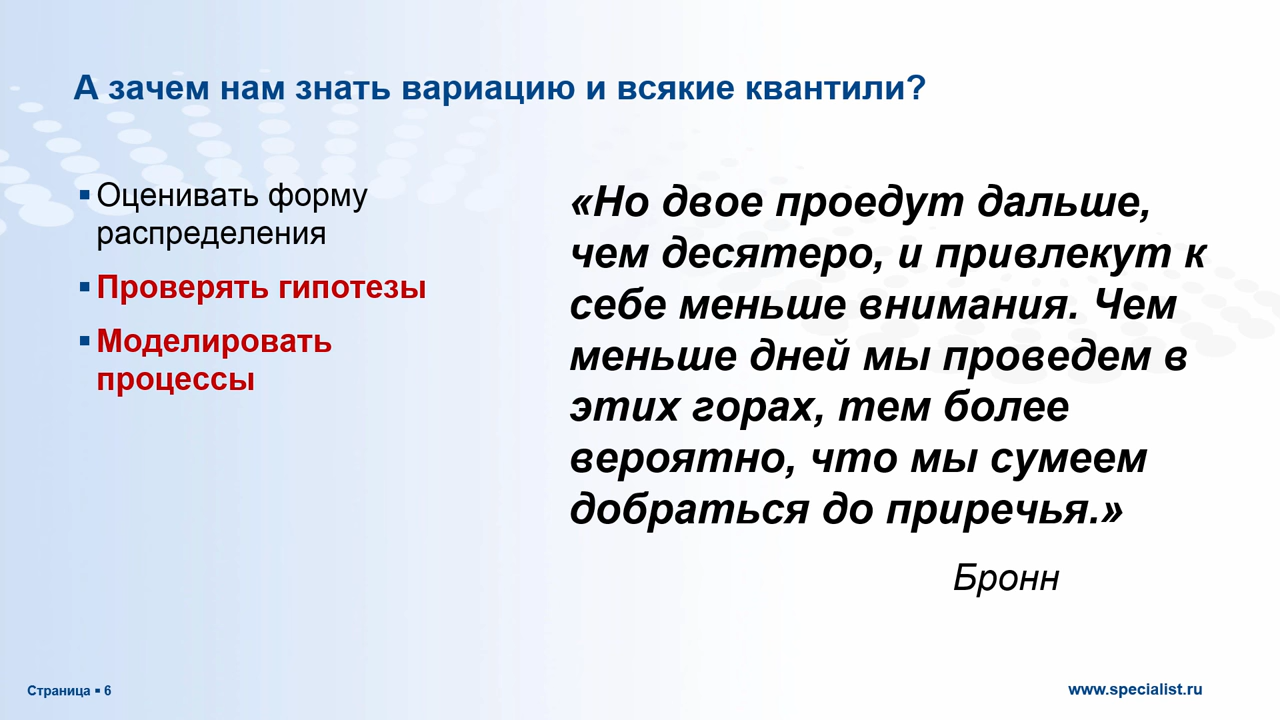 А зачем нам знать вариацию и всякие квантили?
▪ Оценивать форму
распределения
▪ Проверять гипотезы
▪ Моделировать
процессы
«Но двое проедут дальше,
чем десятеро, и привлекут к
себе меньше внимания. Чем
меньше дней мы проведем в
этих горах, тем более
вероятно, что мы сумеем
добраться до приречья.»
Бронн
Страница ▪ 6
www.specialist.ru